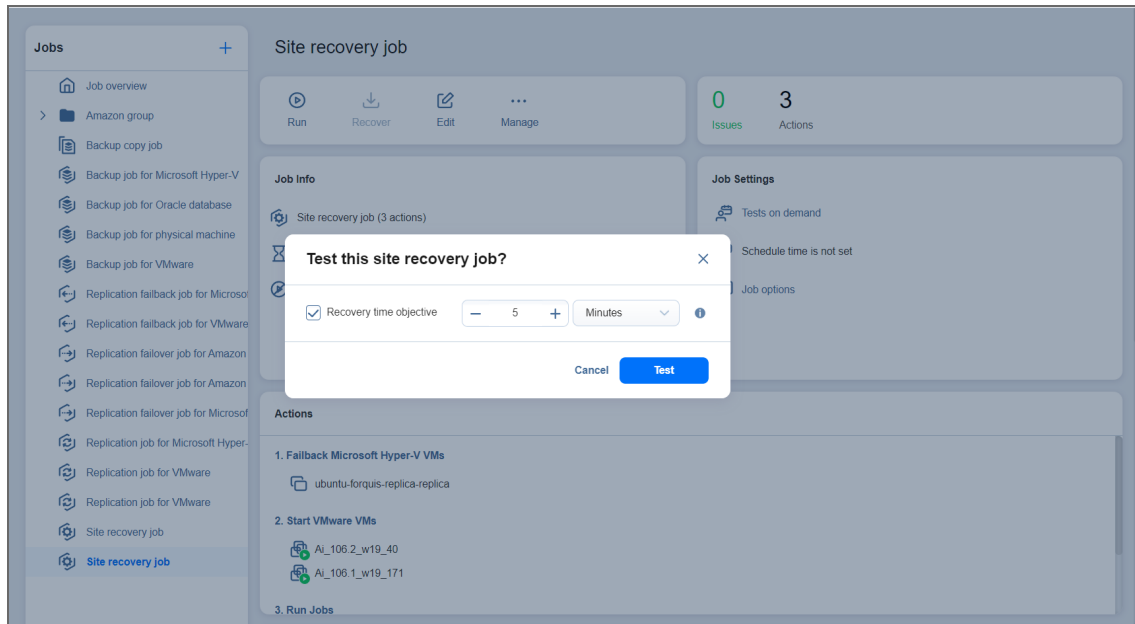 Jobs
+
Site recovery job
Job overview
Amazon group
Backup copy job
Backup job for Microsoft Hyper-V
Backup job for Oracle database
Backup job for physical machine
Backup job for VMware
Replication failback job for Microso
Replication failback job for VMware
Replication failover job for Amazon
Replication failover job for Amazon
Replication failover job for Microsof
Replication job for Microsoft Hyper-
Replication job for VMware
Replication job for VMware
Site recovery job
Site recovery job
Run
Recover
Edit
Manage
0
Issues
3
Actions
Job Info
Site recovery job (3 actions)
Job Settings
Tests on demand
Schedule time is not set
Job options
Test this site recovery job?
Recovery time objective
5
Minutes
Cancel
Test
Actions
1. Failback Microsoft Hyper-V VMs
ubuntu-forquis-replica-replica
2. Start VMware VMs
Ai_106.2_w19_40
Ai_106.1_w19_171
3. Run Jobs